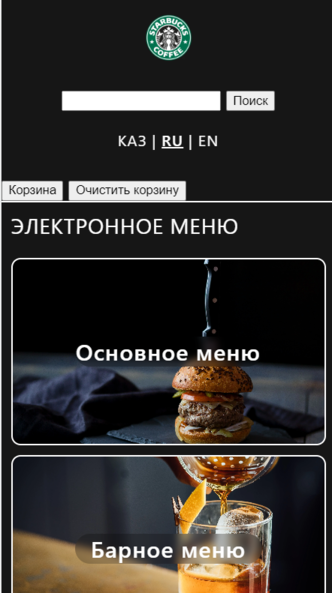 STARBUCKS
COFFEE
Поиск
КАЗ | RU | EN
Корзина Очистить корзину
ЭЛЕКТРОННОЕ МЕНЮ
Основное меню
Барное меню